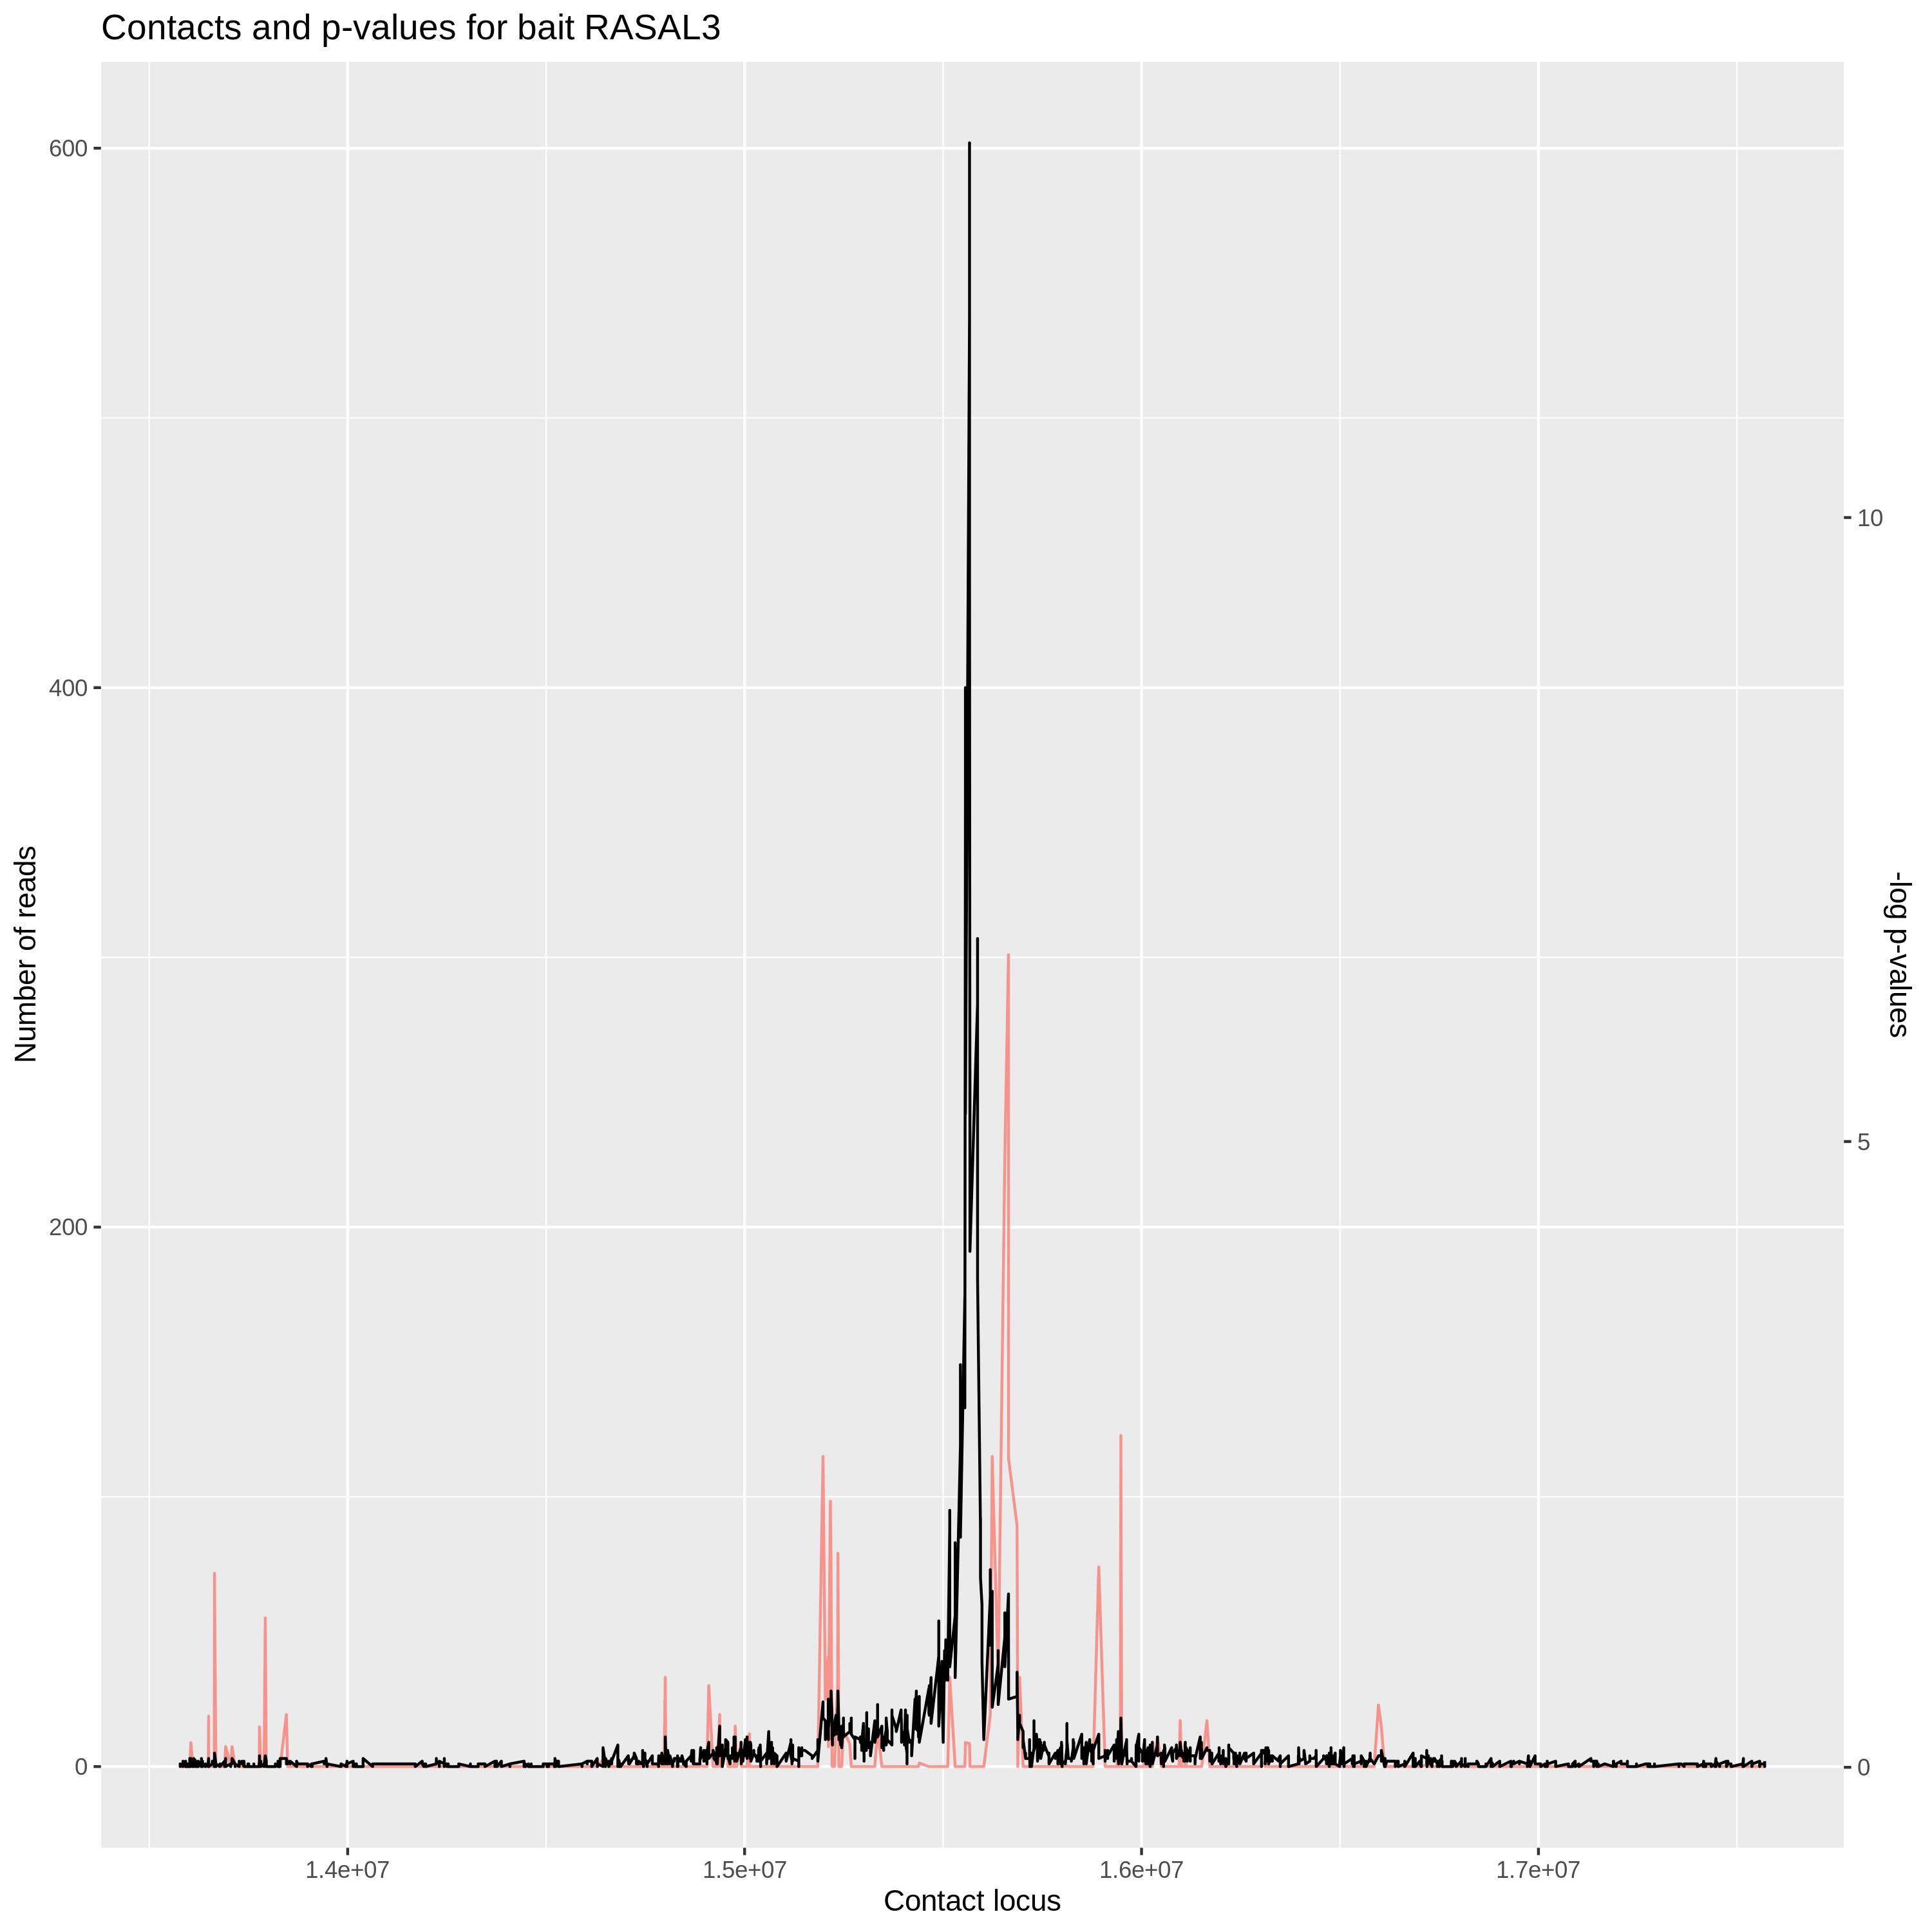 Contacts and p-values for bait RASAL3
600
400
200
0
Number of reads
10
5
0
-log p-values
1.4e+07
1.5e+07
1.6e+07
1.7e+07
Contact locus